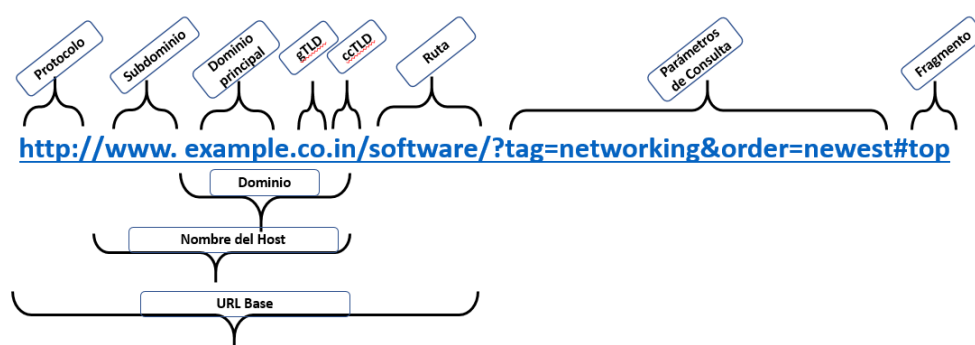 Protocolo
Subdominio
Dominio
principal
gTLD
ccTLD
Ruta
Parámetros
de Consulta
Fragmento
http://www. example.co.in/software/?tag=networking&order=newest#top
Dominio
Nombre del Host
URL Base